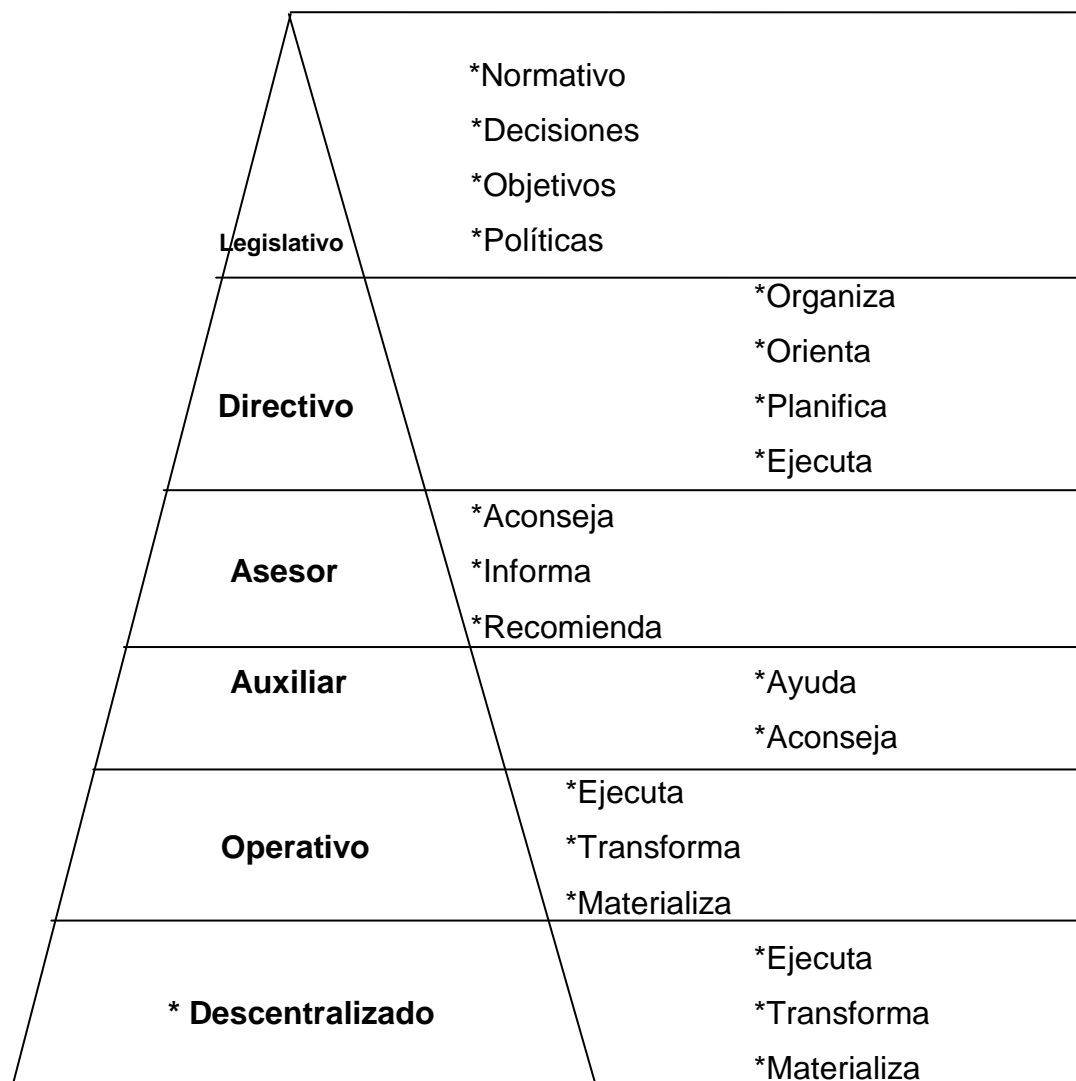 *Normativo
*Decisiones
*Objetivos
*Políticas
Legislativo
*Organiza
*Orienta
*Planifica
Directivo
*Ejecuta
*Aconseja
*Informa
Asesor
*Recomienda
Auxiliar
*Ayuda
*Aconseja
*Ejecuta
Operativo
*Transforma
*Materializa
*Ejecuta
* Descentralizado
*Transforma
*Materializa